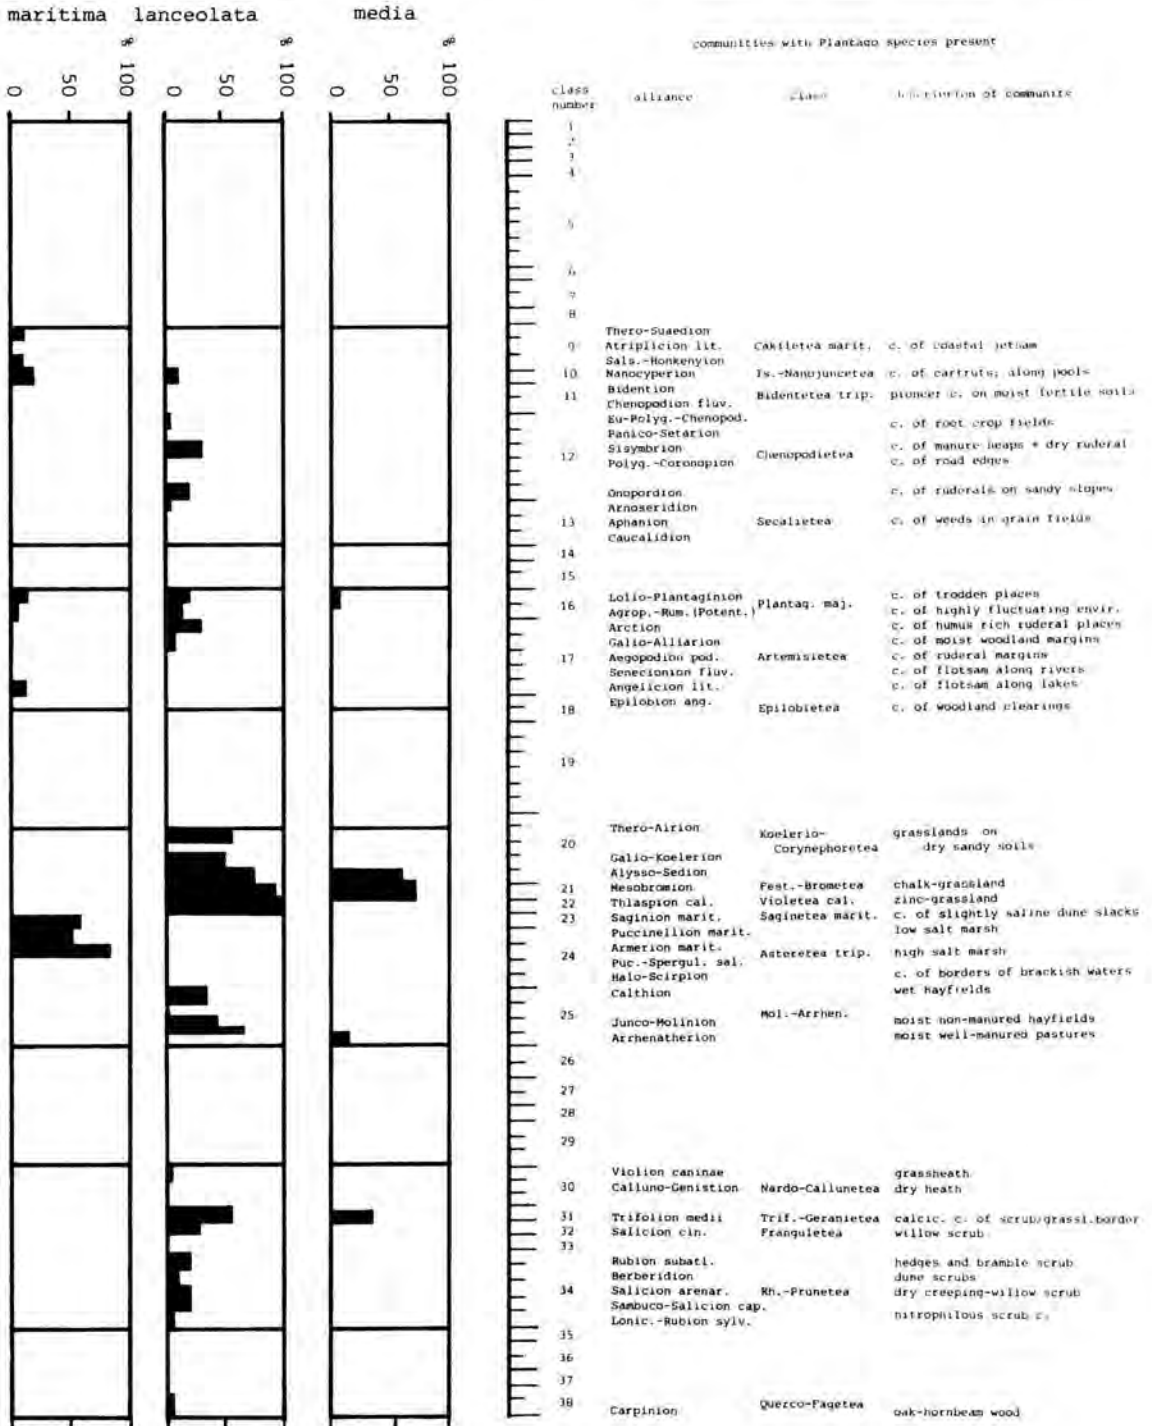 maritima lanceolata media
% % %
0 50 100 0 50 100 0 50 100
communities with Plantago species present
class number alliance class of community
1
2
3
4
5
6
7
8
Thero-Suaedion
9 Atriplicion lit. Cakiletea marit. c. of coastal jetsam
Sals.-Honkenyion
10 Nanocyperion Is.-Nanojuncetea c. of cartruts; along pools
Bidention
11 Bidentetea trip. pioneer c. on moist fertile soils
Chenopodion fluv.
Eu-Polyg.-Chenopod. c. of root crop fields
Panico-Setarion
Sisymbrion c. of manure heaps + dry ruderal
12 Chenopodietea
Polyg.-Coronopion c. of road edges
Onopordion c. of ruderals on sandy slopes
Arnoseridion
13 Aphanion Secalietea c. of weeds in grain fields
Caucalidion
14
15
Lolio-Plantaginion c. of trodden places
16 Plantag. maj.
Agrop.-Rum.(Potent.) c. of highly fluctuating envir.
Arction c. of humus rich ruderal places
Galio-Alliarion c. of moist woodland margins
17 Aegopodion pod. Artemisietea c. of ruderal margins
Senecionion fluv. c. of flotsam along rivers
Angelicion lit. c. of flotsam along lakes
Epilobion ang.
18 Epilobietea c. of woodland clearings
19
Thero-Airion Koelerio- grasslands on
20 Corynephoretea dry sandy soils
Galio-Koelerion
Alysso-Sedion
21 Mesobromion Fest.-Brometea chalk-grassland
22 Thlaspion cal. Violetea cal. zinc-grassland
23 Saginion marit. Saginetea marit. c. of slightly saline dune slacks
Puccinellion marit. low salt marsh
Armerion marit.
24 Asteretea trip. high salt marsh
Puc.-Spergul. sal.
Halo-Scirpion c. of borders of brackish waters
Calthion wet hayfields
25 Mol.-Arrhen.
Junco-Molinion moist non-manured hayfields
Arrhenatherion moist well-manured pastures
26
27
28
29
Violion caninae grassheath
30 Calluno-Genistion Nardo-Callunetea dry heath
31 Trifolion medii Trif.-Geranietea calcic. c. of scrub/grassl.border
32 Salicion cin. Franguletea willow scrub
33
Rubion subatl. hedges and bramble scrub
Berberidion dune scrubs
34 Salicion arenar. Rh.-Prunetea dry creeping-willow scrub
Sambuco-Salicion cap.
Lonic.-Rubion sylv. nitrophilous scrub c.
35
36
37
38 Querco-Fagetea
Carpinion oak-hornbeam wood